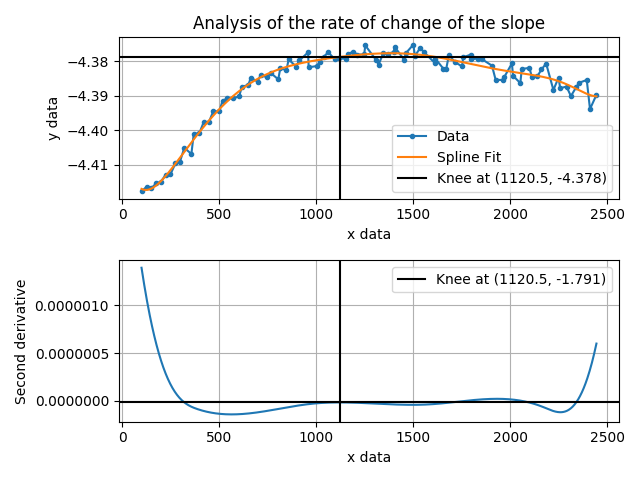 Analysis of the rate of change of the slope
−4.38
−4.39
−4.40
−4.41
y data
Data
Spline Fit
Knee at (1120.5, -4.378)
0 500 1000 1500 2000 2500
x data
Knee at (1120.5, -1.791)
0.0000010
0.0000005
0.0000000
Second derivative
0 500 1000 1500 2000 2500
x data